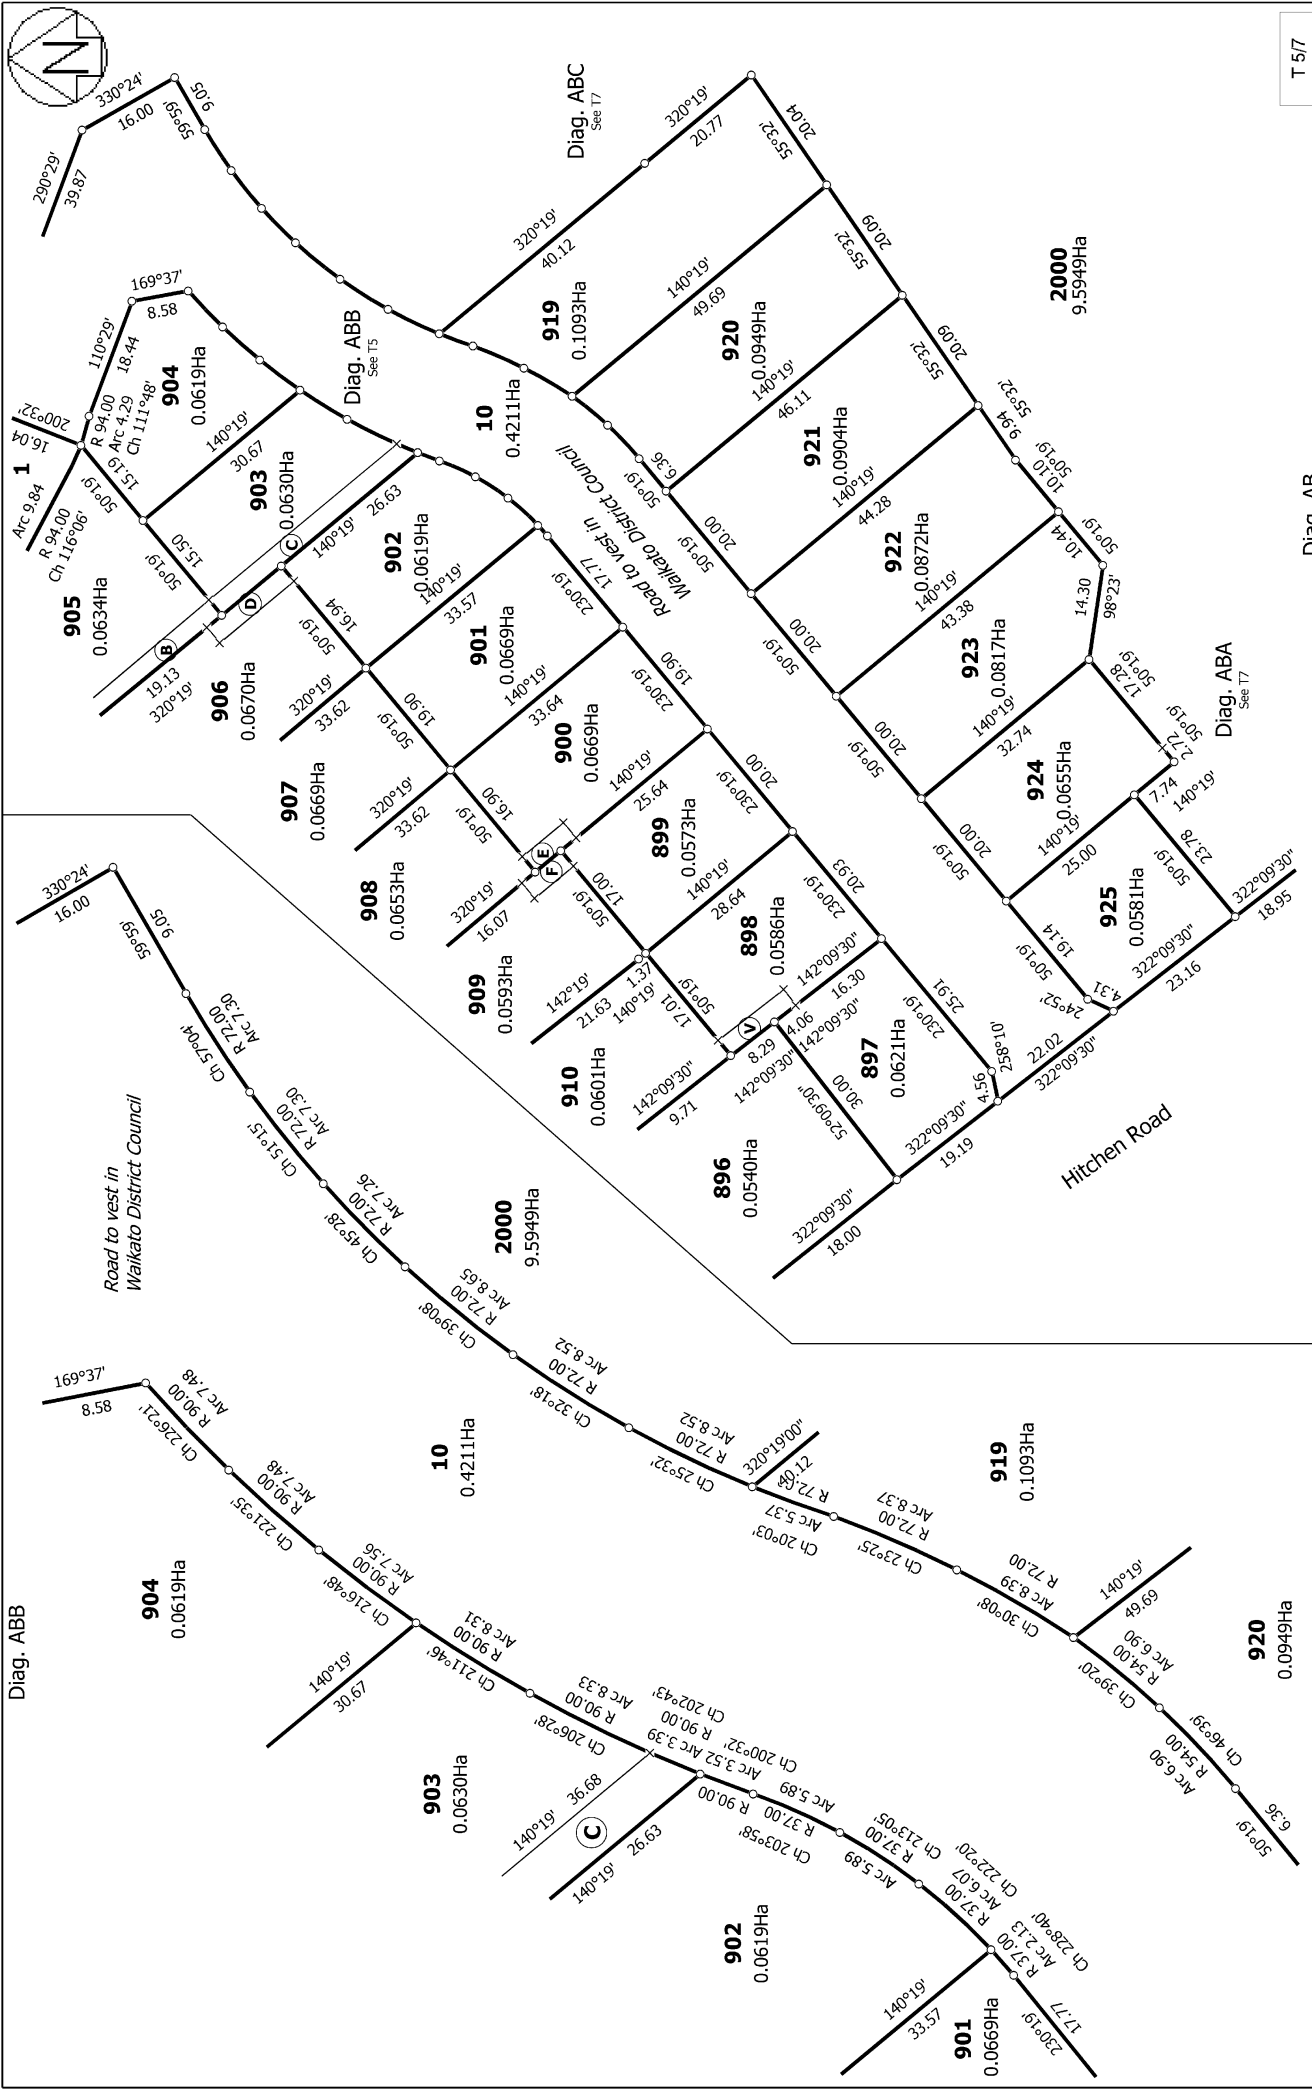 N
T 5/7
290°29'
39.87
330°24'
16.00
59°59'
9.05
Diag. ABC
See T7
320°19'
20.77
320°19'
40.12
55°32'
20.04
919
0.1093Ha
140°19'
49.69
55°32'
20.09
920
0.0949Ha
2000
9.5949Ha
140°19'
46.11
55°32'
20.09
921
0.0904Ha
140°19'
44.28
9.94
55°32'
10.10
50°19'
922
0.0872Ha
140°19'
43.38
10.44
50°19'
923
0.0817Ha
14.30
98°23'
140°19'
32.74
17.28
50°19'
2.72
50°19'
924
0.0655Ha
Diag. ABA
See T7
140°19'
25.00
7.74
140°19'
50°19'
23.78
925
0.0581Ha
322°09'30"
18.95
322°09'30"
23.16
50°19'
19.14
24°52'
4.31
22.02
322°09'30"
50°19'
20.00
50°19'
20.00
50°19'
20.00
50°19'
20.00
50°19'
6.36
Diag. AB
169°37'
8.58
110°29'
18.44
904
0.0619Ha
R 94.00
Arc 4.29
Ch 111°48'
200°32'
16.04
1
Arc 9.84
R 94.00
Ch 116°06'
50°19'
15.19
140°19'
30.67
903
0.0630Ha
Diag. ABB
See T5
10
0.4211Ha
Road to vest in
Waikato District Council
905
0.0634Ha
50°19'
15.50
C
140°19'
26.63
D
B
19.13
320°19'
906
0.0670Ha
50°19'
16.94
902
0.0619Ha
140°19'
33.57
17.77
230°19'
320°19'
33.62
50°19'
19.90
901
0.0669Ha
140°19'
33.64
19.90
230°19'
907
0.0669Ha
320°19'
33.62
50°19'
16.90
900
0.0669Ha
140°19'
25.64
20.00
230°19'
908
0.0653Ha
320°19'
16.07
E
F
899
0.0573Ha
50°19'
17.00
140°19'
28.64
20.93
230°19'
909
0.0593Ha
142°19'
21.63
1.37
140°19'
50°19'
17.01
898
0.0586Ha
142°09'30"
16.30
910
0.0601Ha
142°09'30"
9.71
V
8.29
142°09'30"
4.06
142°09'30"
897
0.0621Ha
25.91
230°19'
4.56
258°10'
30.00
52°09'30"
896
0.0540Ha
322°09'30"
19.19
322°09'30"
18.00
Hitchen Road
Diag. ABB
330°24'
16.00
59°59'
9.05
Ch 57°04'
R 72.00
Arc 7.30
Ch 51°15'
R 72.00
Arc 7.30
Ch 45°28'
R 72.00
Arc 7.26
Ch 39°08'
R 72.00
Arc 8.65
Ch 32°18'
R 72.00
Arc 8.52
Ch 25°32'
R 72.00
Arc 8.52
320°19'00"
40.12
Arc 5.37
Ch 20°03'
Ch 23°25'
R 72.00
Arc 8.37
Ch 30°08'
Arc 8.39
R 72.00
140°19'
49.69
Ch 39°20'
R 54.00
Arc 6.90
Ch 46°39'
R 54.00
Arc 6.90
50°19'
6.36
Road to vest in
Waikato District Council
2000
9.5949Ha
10
0.4211Ha
919
0.1093Ha
920
0.0949Ha
169°37'
8.58
Ch 226°21'
R 90.00
Arc 7.48
Ch 221°35'
R 90.00
Arc 7.48
Ch 216°48'
R 90.00
Arc 7.56
904
0.0619Ha
140°19'
30.67
Ch 211°46'
R 90.00
Arc 8.31
Ch 206°28'
R 90.00
Arc 8.33
Arc 3.39
R 90.00
Ch 202°43'
903
0.0630Ha
140°19'
36.68
C
140°19'
26.63
R 90.00
Arc 3.52
Ch 200°32'
Ch 203°58'
R 37.00
Arc 5.89
Arc 5.89
R 37.00
Ch 213°05'
R 37.00
Arc 6.07
Ch 222°20'
R 37.00
Arc 2.13
Ch 228°40'
902
0.0619Ha
140°19'
33.57
901
0.0669Ha
230°19'
17.77